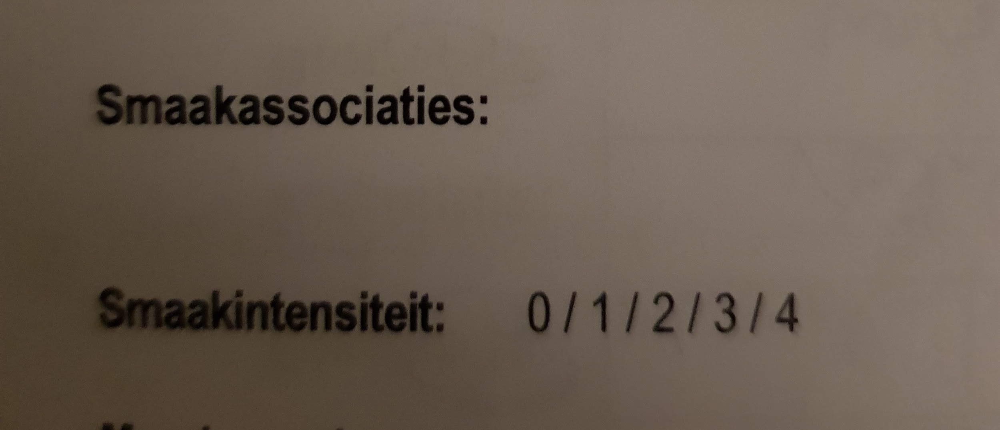 Smaakassociaties:
Smaakintensiteit: 0 / 1 / 2 / 3 / 4